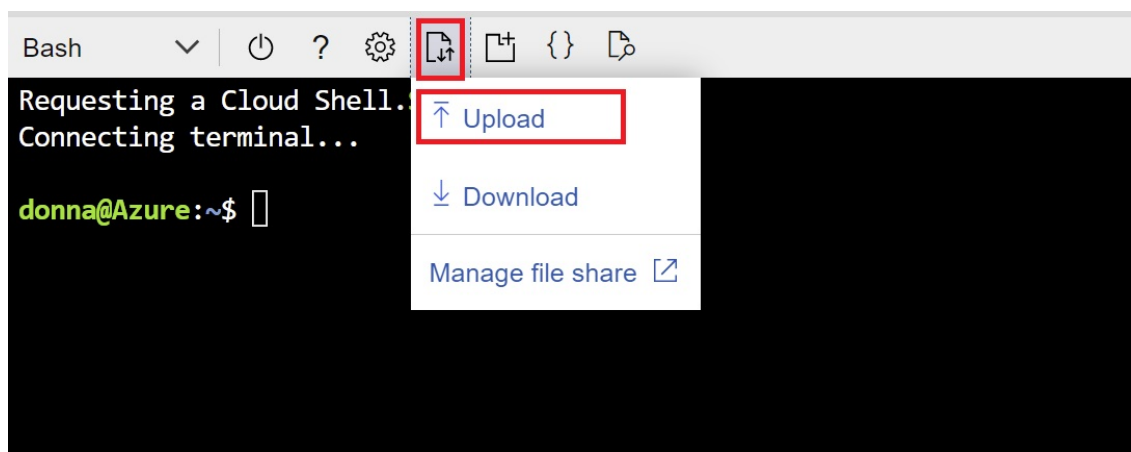 Bash
?
{}
Requesting a Cloud Shell.
Upload
Connecting terminal...
Download
donna@Azure:~$
Manage file share